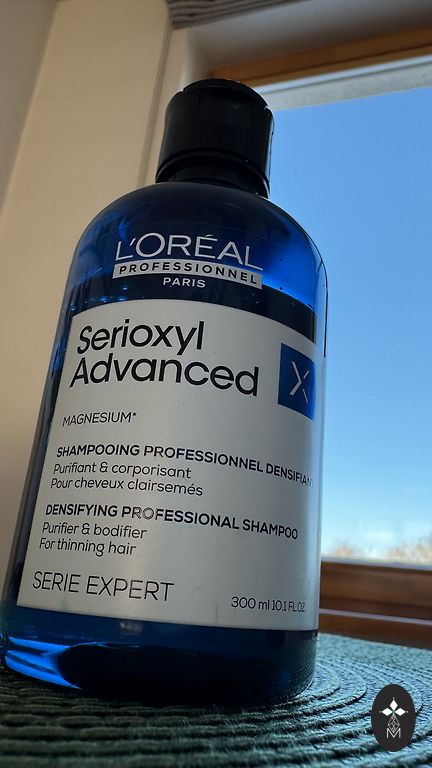 L'ORÉAL
PROFESSIONNEL
PARIS
Serioxyl
Advanced
MAGNESIUM*
SHAMPOOING PROFESSIONNEL DENSIFIAN
Purifiant & corporisant
Pour cheveux clairsemés
DENSIFYING PROFESSIONAL SHAMPOO
Purifier & bodifier
For thinning hair
SERIE EXPERT
300 ml 10.1 FL.OZ.
X
M